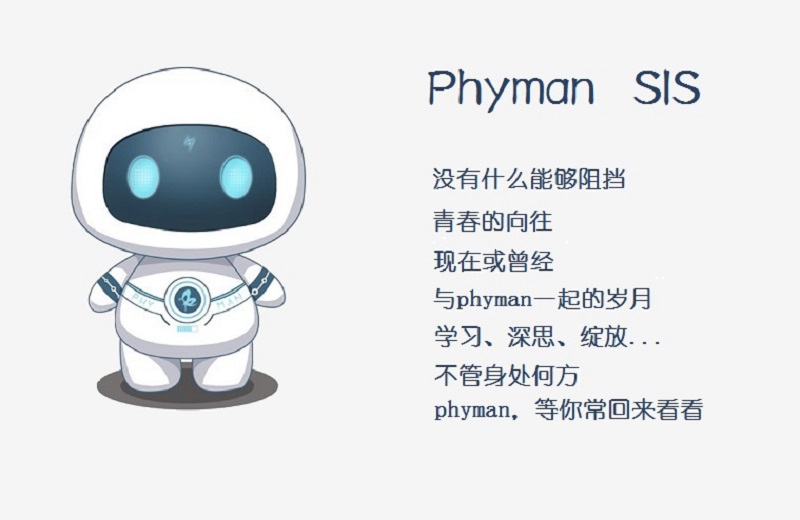 Phyman SIS
没有什么能够阻挡
青春的向往
现在或曾经
与phyman一起的岁月
学习、深思、绽放...
不管身处何方
phyman，等你常回来看看
PHY MAN